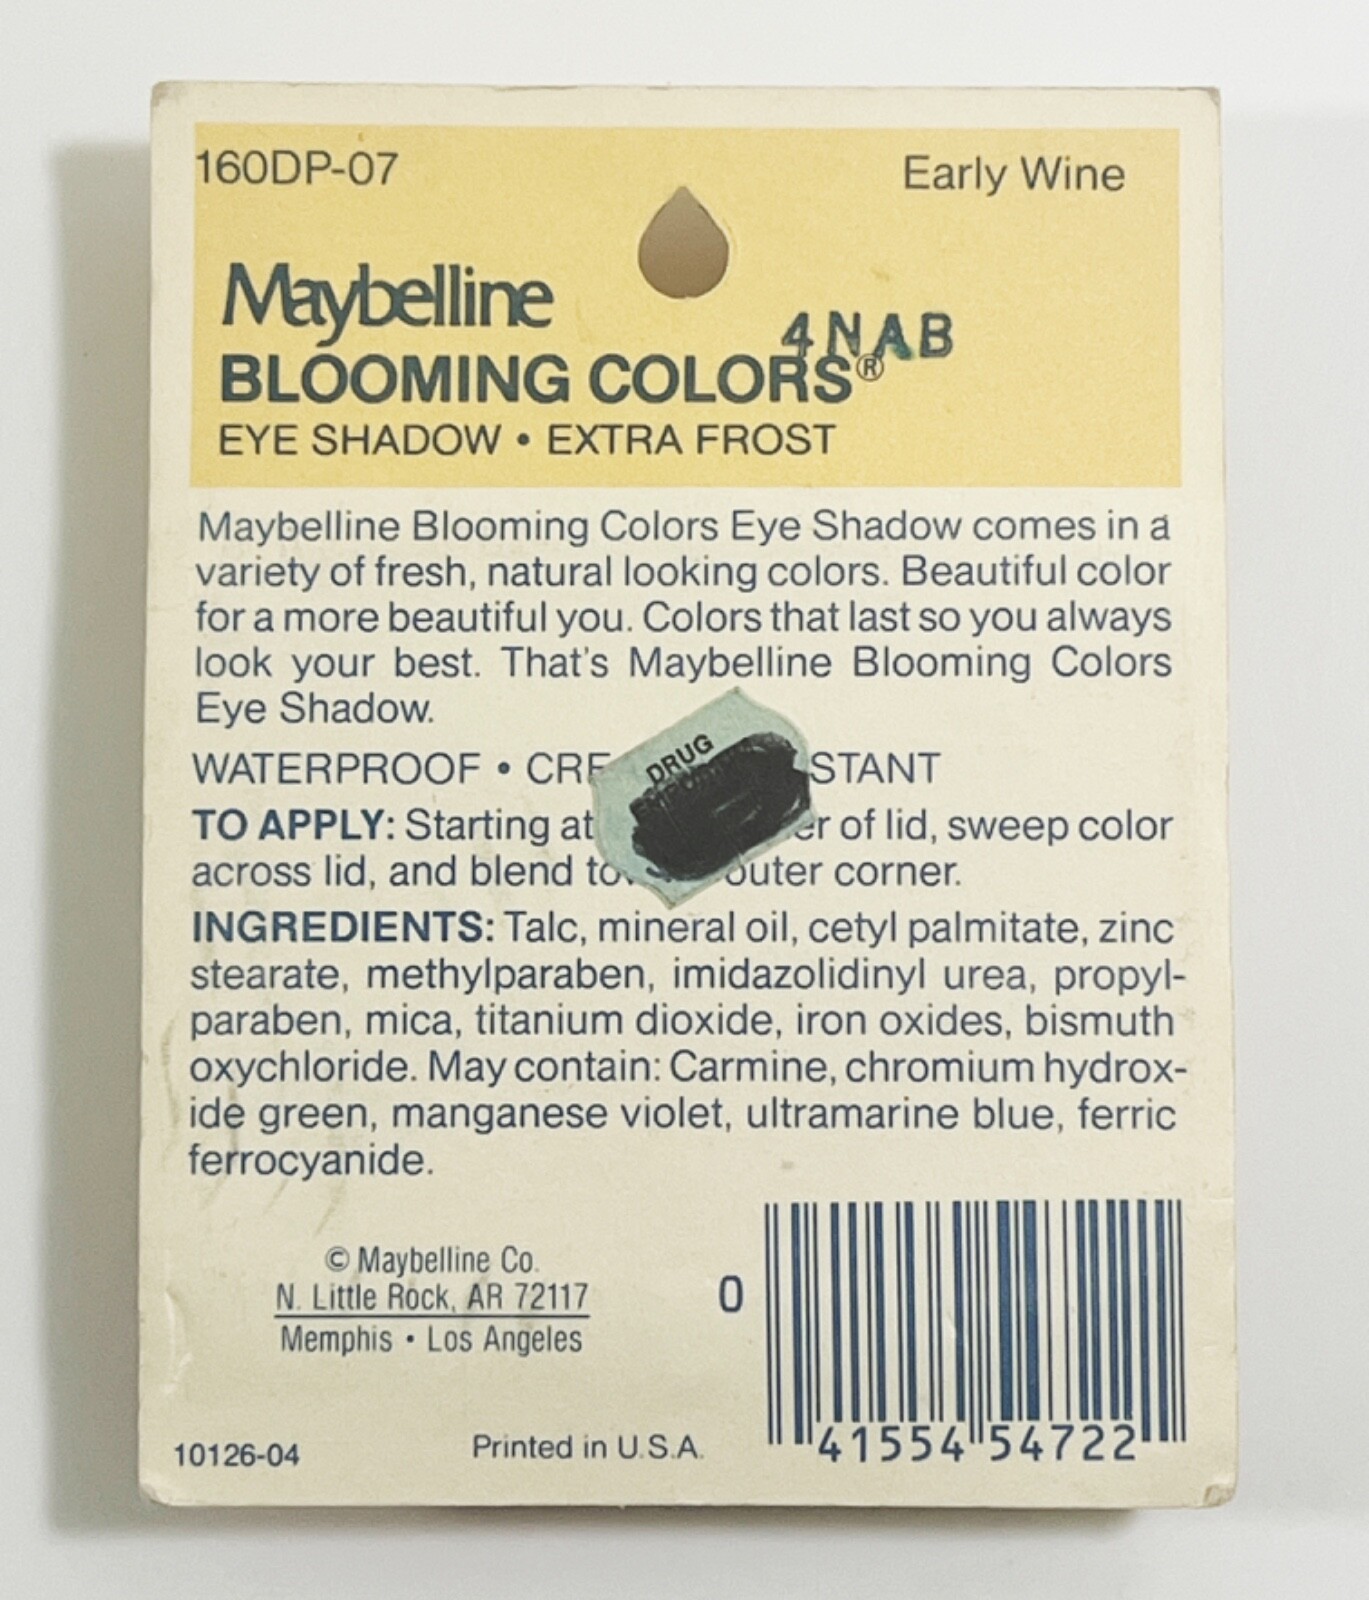 160DP-07
Early Wine
Maybelline
4NAB
BLOOMING COLORS®
EYE SHADOW • EXTRA FROST
Maybelline Blooming Colors Eye Shadow comes in a
variety of fresh, natural looking colors. Beautiful color
for a more beautiful you. Colors that last so you always
look your best. That's Maybelline Blooming Colors
Eye Shadow.
DRUG
WATERPROOF •
TO APPLY: Starting at of lid, sweep color
across lid, and blend outer corner.
INGREDIENTS: Talc, mineral oil, cetyl palmitate, zinc
stearate, methylparaben, imidazolidinyl urea, propyl-
paraben, mica, titanium dioxide, iron oxides, bismuth
oxychloride. May contain: Carmine, chromium hydrox-
ide green, manganese violet, ultramarine blue, ferric
ferrocyanide.
© Maybelline Co.
N. Little Rock, AR 72117
Memphis • Los Angeles
0 41554 54722
10126-04
Printed in U.S.A.